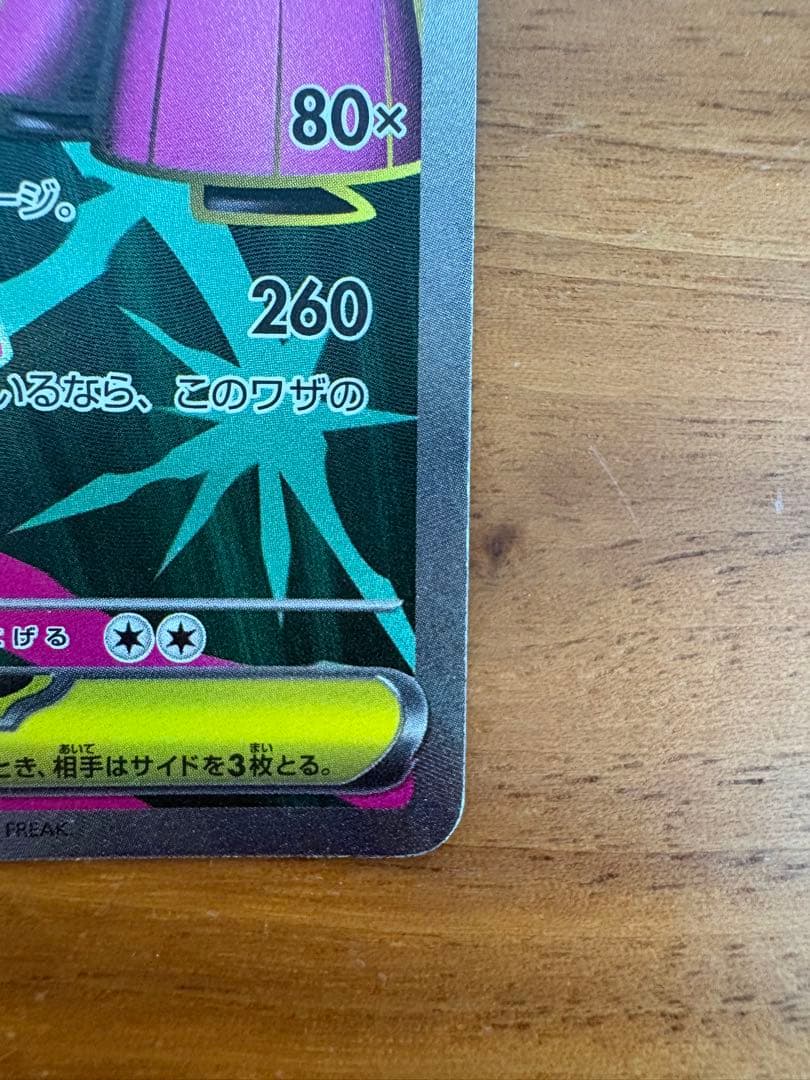 80×
ージ。
260
いるなら、このワザの
げる
とき、相手はサイドを3枚とる。
あいて
まい
FREAK